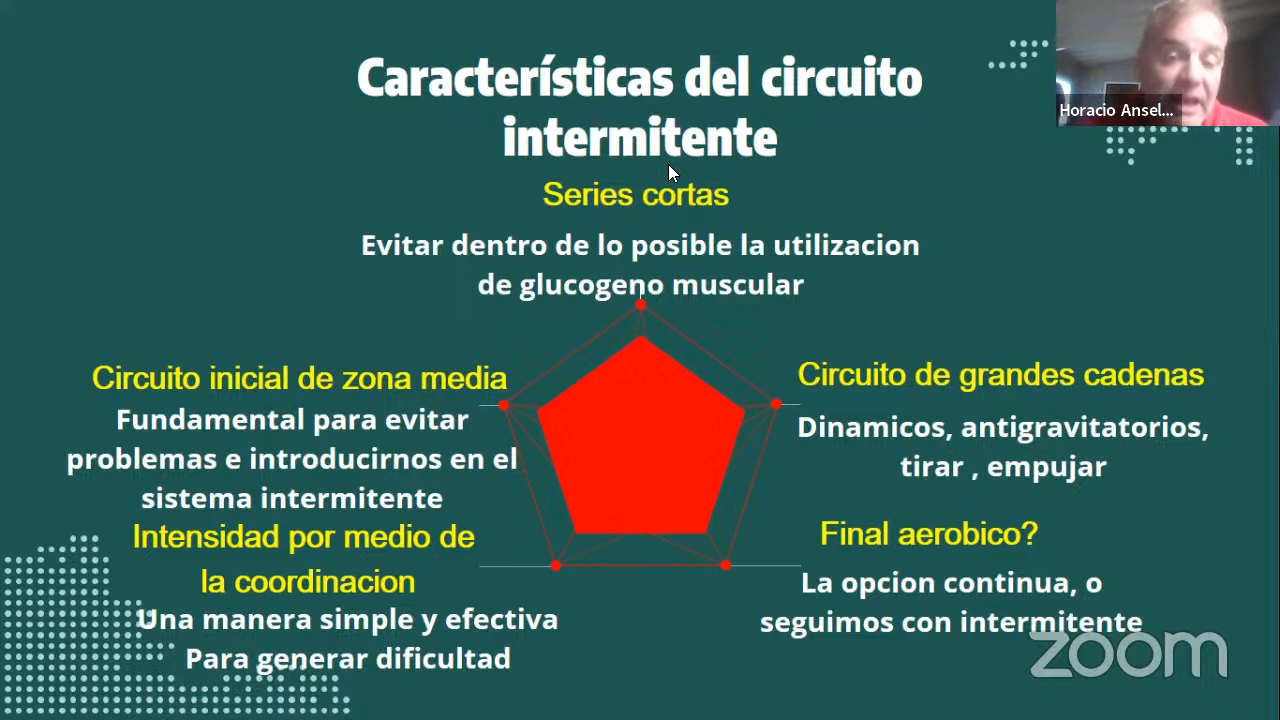 Características del circuito
intermitente
Horacio Ansel...
Series cortas
Evitar dentro de lo posible la utilizacion
de glucogeno muscular
Circuito inicial de zona media
Fundamental para evitar
problemas e introducirnos en el
sistema intermitente
Circuito de grandes cadenas
Dinamicos, antigravitatorios,
tirar , empujar
Intensidad por medio de
la coordinacion
Una manera simple y efectiva
Para generar dificultad
Final aerobico?
La opcion continua, o
seguimos con intermitente
zoom